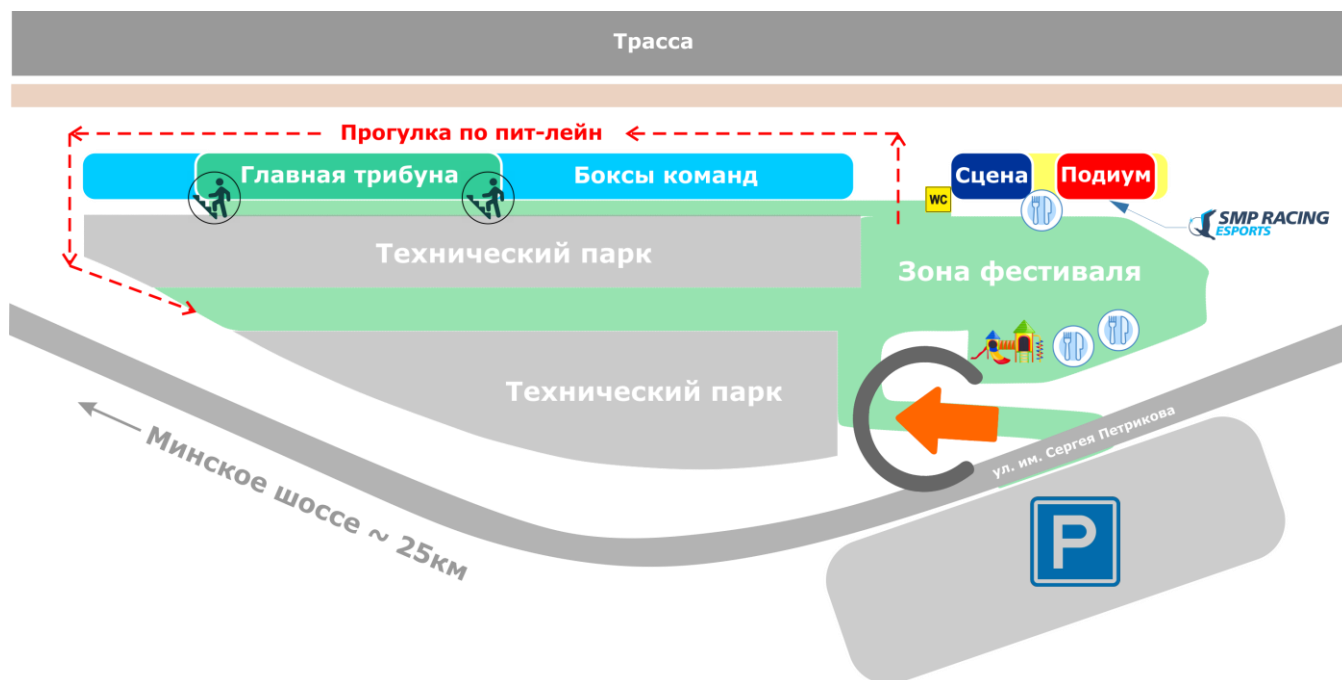 Трасса
Прогулка по пит-лейн
Главная трибуна
Боксы команд
Сцена
Подиум
WC
SMP RACING
ESPORTS
Технический парк
Зона фестиваля
Технический парк
ул. им. Сергея Петрикова
Минское шоссе ~ 25км
P